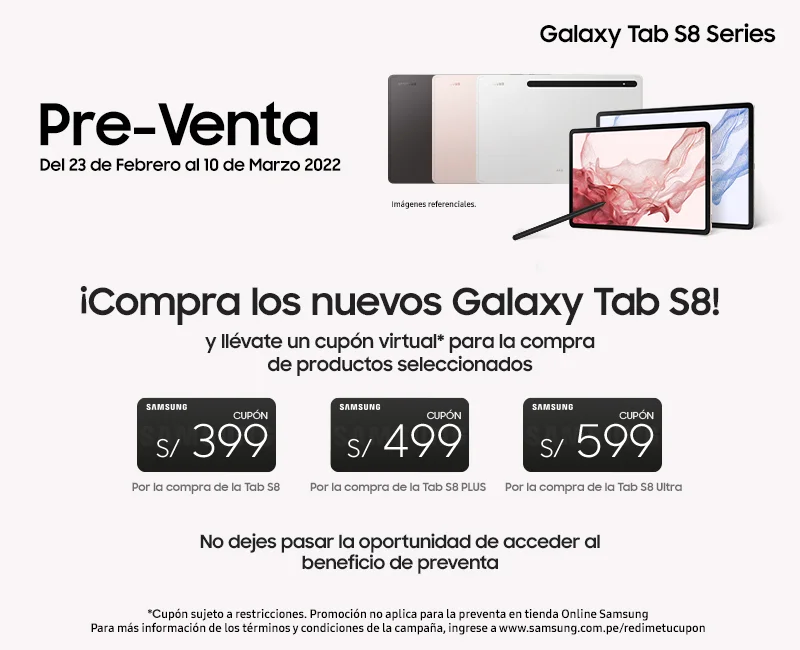 Galaxy Tab S8 Series
Pre-Venta
Del 23 de Febrero al 10 de Marzo 2022
Imágenes referenciales.
¡Compra los nuevos Galaxy Tab S8!
y llévate un cupón virtual* para la compra
de productos seleccionados
SAMSUNG
CUPÓN
S/ 399
Por la compra de la Tab S8
SAMSUNG
CUPÓN
S/ 499
Por la compra de la Tab S8 PLUS
SAMSUNG
CUPÓN
S/ 599
Por la compra de la Tab S8 Ultra
No dejes pasar la oportunidad de acceder al
beneficio de preventa
*Cupón sujeto a restricciones. Promoción no aplica para la preventa en tienda Online Samsung
Para más información de los términos y condiciones de la campaña, ingrese a www.samsung.com.pe/redimetucupon